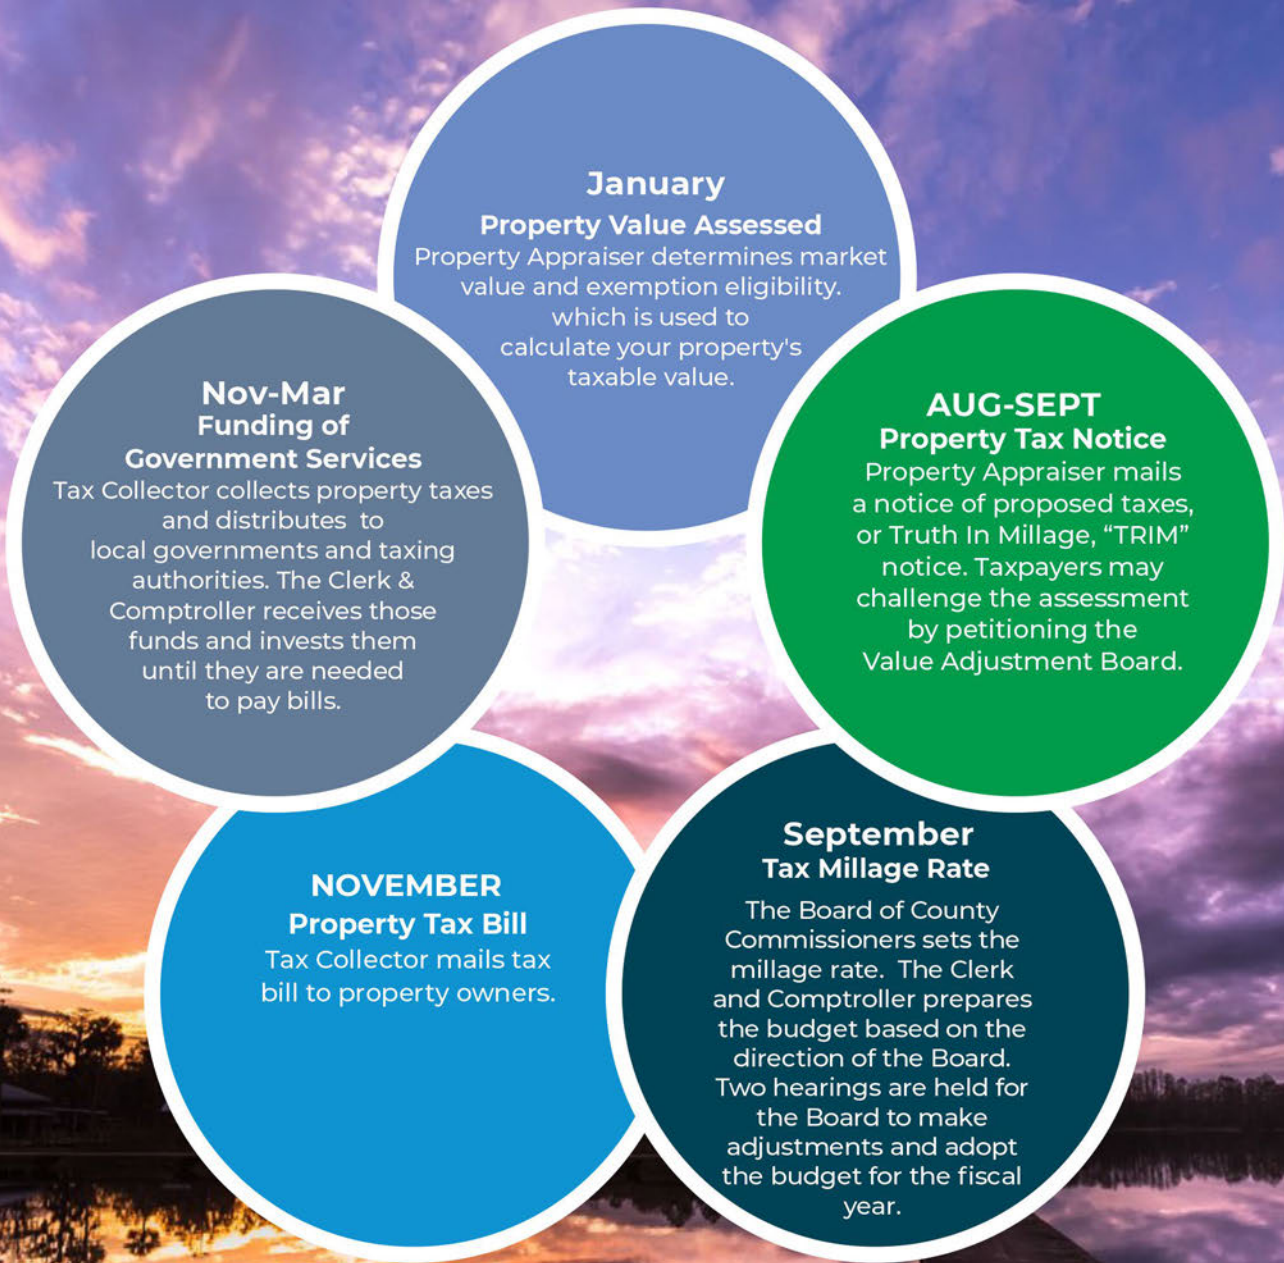 January
Property Value Assessed
Property Appraiser determines market
value and exemption eligibility.
which is used to
calculate your property's
taxable value.
AUG-SEPT
Property Tax Notice
Property Appraiser mails
a notice of proposed taxes,
or Truth In Millage, “TRIM”
notice. Taxpayers may
challenge the assessment
by petitioning the
Value Adjustment Board.
September
Tax Millage Rate
The Board of County
Commissioners sets the
millage rate.  The Clerk
and Comptroller prepares
the budget based on the
direction of the Board.
Two hearings are held for
the Board to make
adjustments and adopt
the budget for the fiscal
year.
NOVEMBER
Property Tax Bill
Tax Collector mails tax
bill to property owners.
Nov-Mar
Funding of
Government Services
Tax Collector collects property taxes
and distributes  to
local governments and taxing
authorities. The Clerk &
Comptroller receives those
funds and invests them
until they are needed
to pay bills.